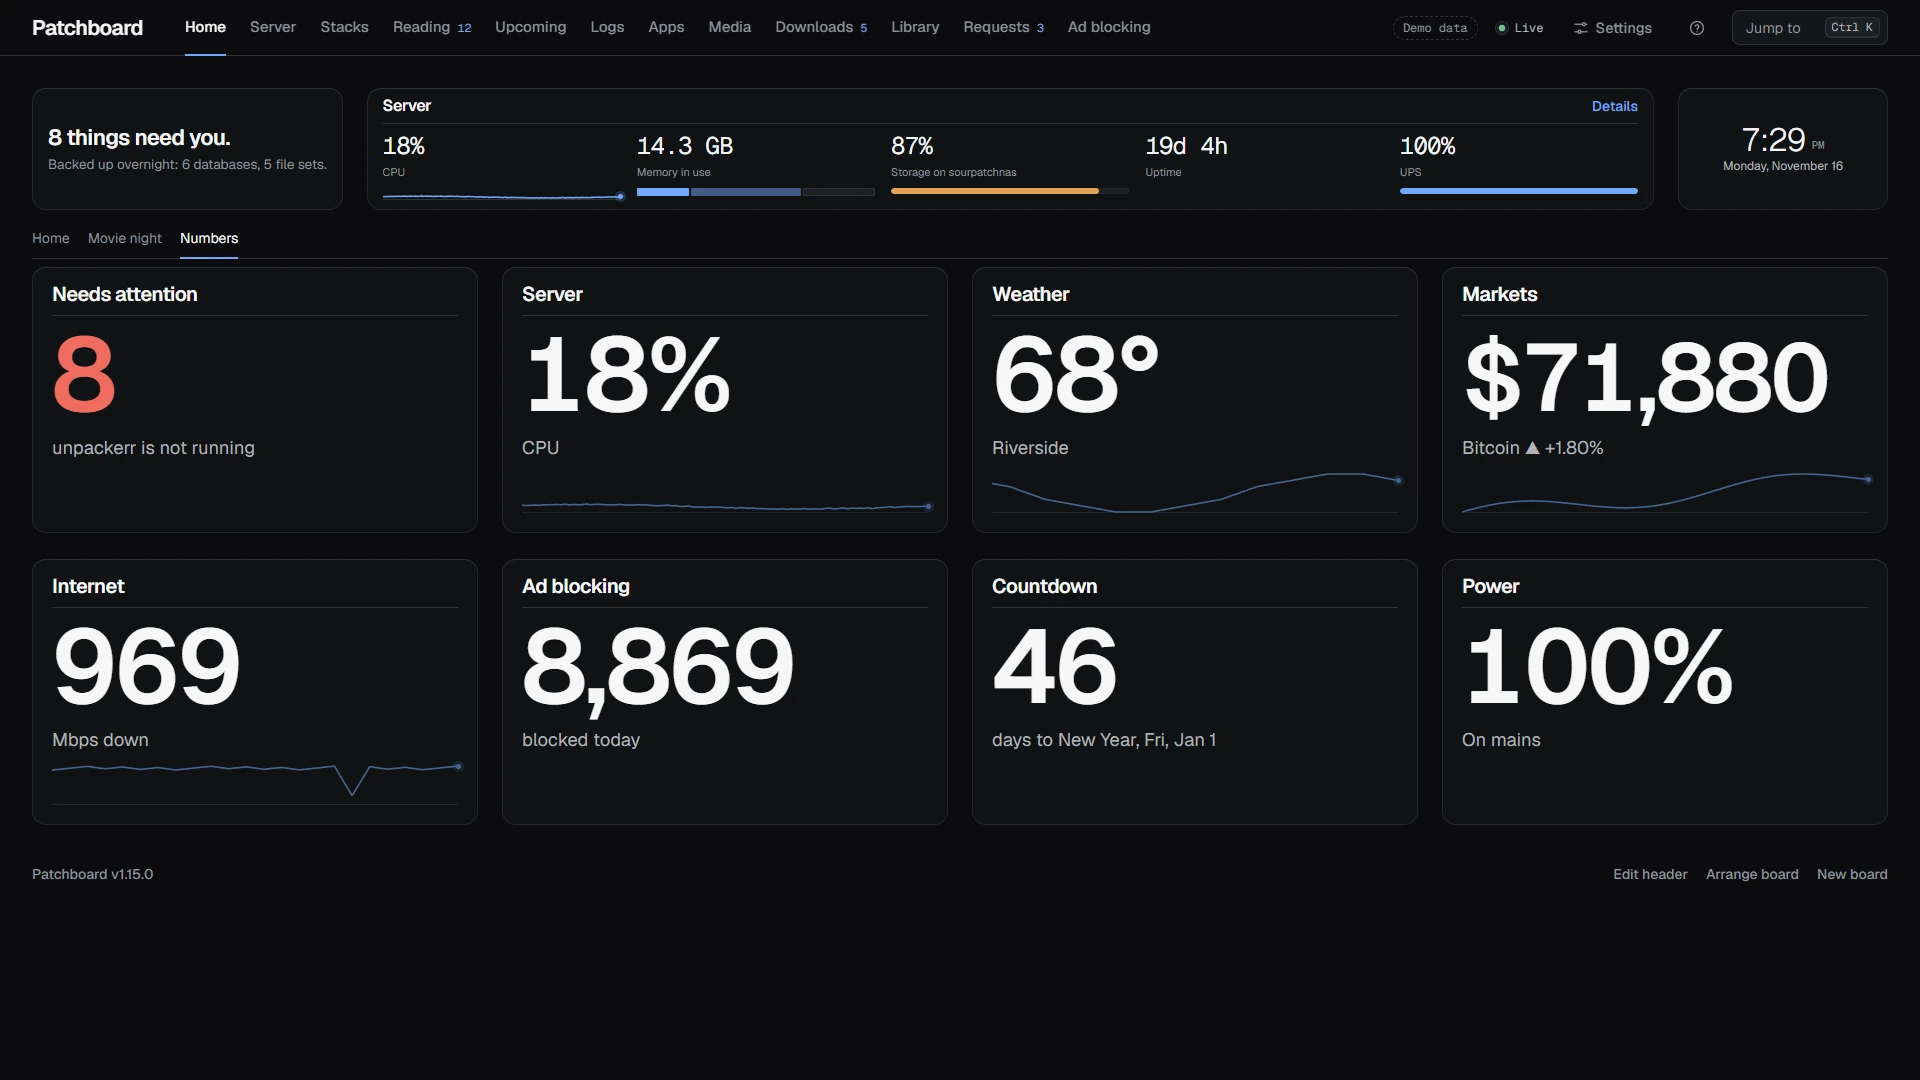 Patchboard Home Server Stacks Reading 12 Upcoming Logs Apps Media Downloads 5 Library Requests 3 Ad blocking Demo data Live Settings Jump to Ctrl K
8 things need you.
Backed up overnight: 6 databases, 5 file sets.
Server Details
18% 14.3 GB 87% 19d 4h 100%
CPU Memory in use Storage on sourpatchnas Uptime UPS
7:29 PM
Monday, November 16
Home Movie night Numbers
Needs attention
8
unpackerr is not running
Server
18%
CPU
Weather
68°
Riverside
Markets
$71,880
Bitcoin ▲ +1.80%
Internet
969
Mbps down
Ad blocking
8,869
blocked today
Countdown
46
days to New Year, Fri, Jan 1
Power
100%
On mains
Patchboard v1.15.0 Edit header Arrange board New board